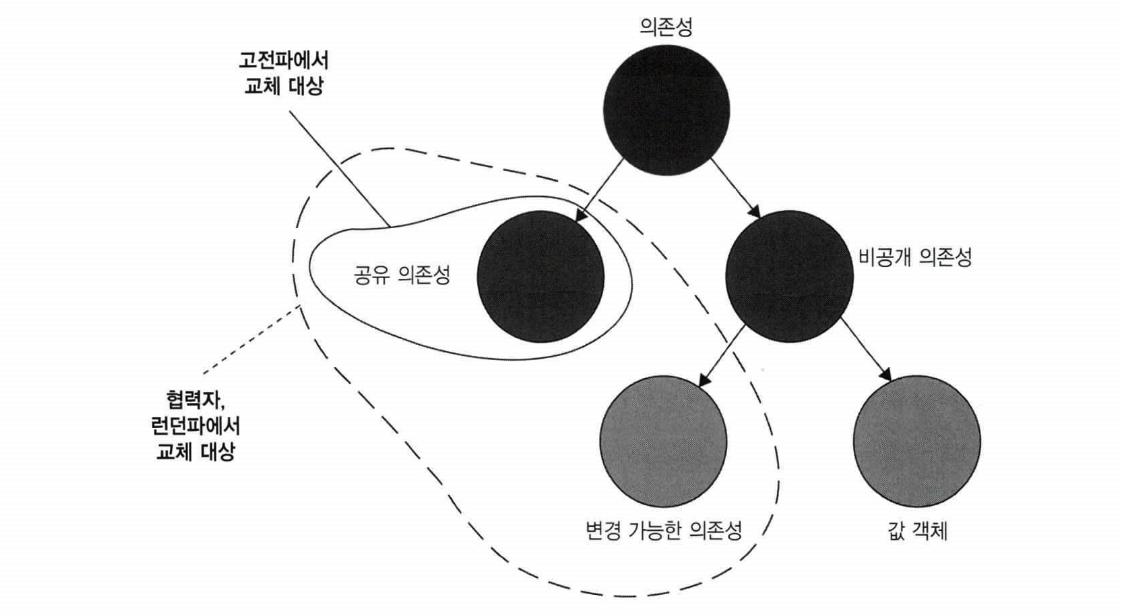 의존성
고전파에서
교체 대상
공유 의존성
비공개 의존성
협력자,
런던파에서
교체 대상
변경 가능한 의존성
값 객체